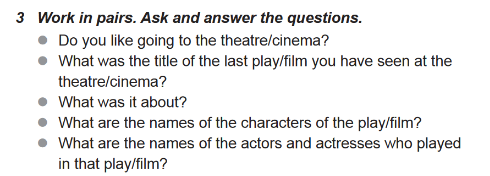 3 Work in pairs. Ask and answer the questions.
● Do you like going to the theatre/cinema?
● What was the title of the last play/film you have seen at the
theatre/cinema?
● What was it about?
● What are the names of the characters of the play/film?
● What are the names of the actors and actresses who played
in that play/film?